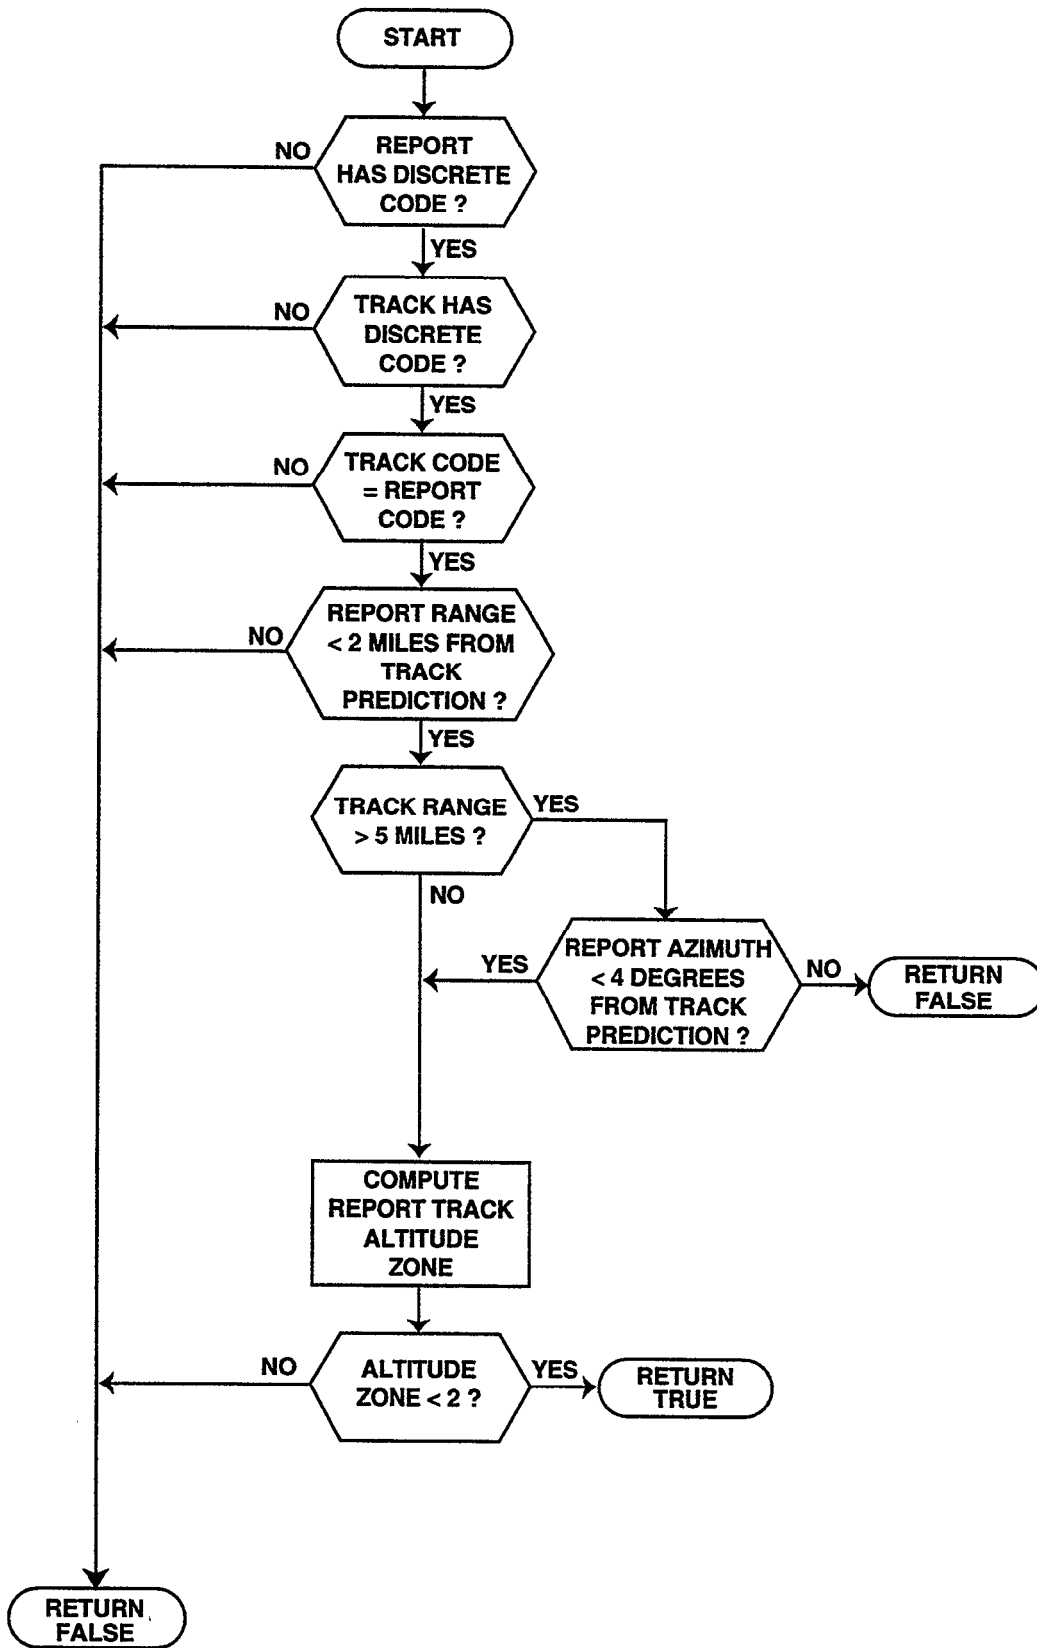 START
REPORT
HAS DISCRETE
CODE ?
NO
YES
TRACK HAS
DISCRETE
CODE ?
NO
YES
TRACK CODE
= REPORT
CODE ?
NO
YES
REPORT RANGE
< 2 MILES FROM
TRACK
PREDICTION ?
NO
YES
TRACK RANGE
> 5 MILES ?
YES
NO
REPORT AZIMUTH
< 4 DEGREES
FROM TRACK
PREDICTION ?
YES
NO
RETURN
FALSE
COMPUTE
REPORT TRACK
ALTITUDE
ZONE
ALTITUDE
ZONE < 2 ?
NO
YES
RETURN
TRUE
RETURN
FALSE